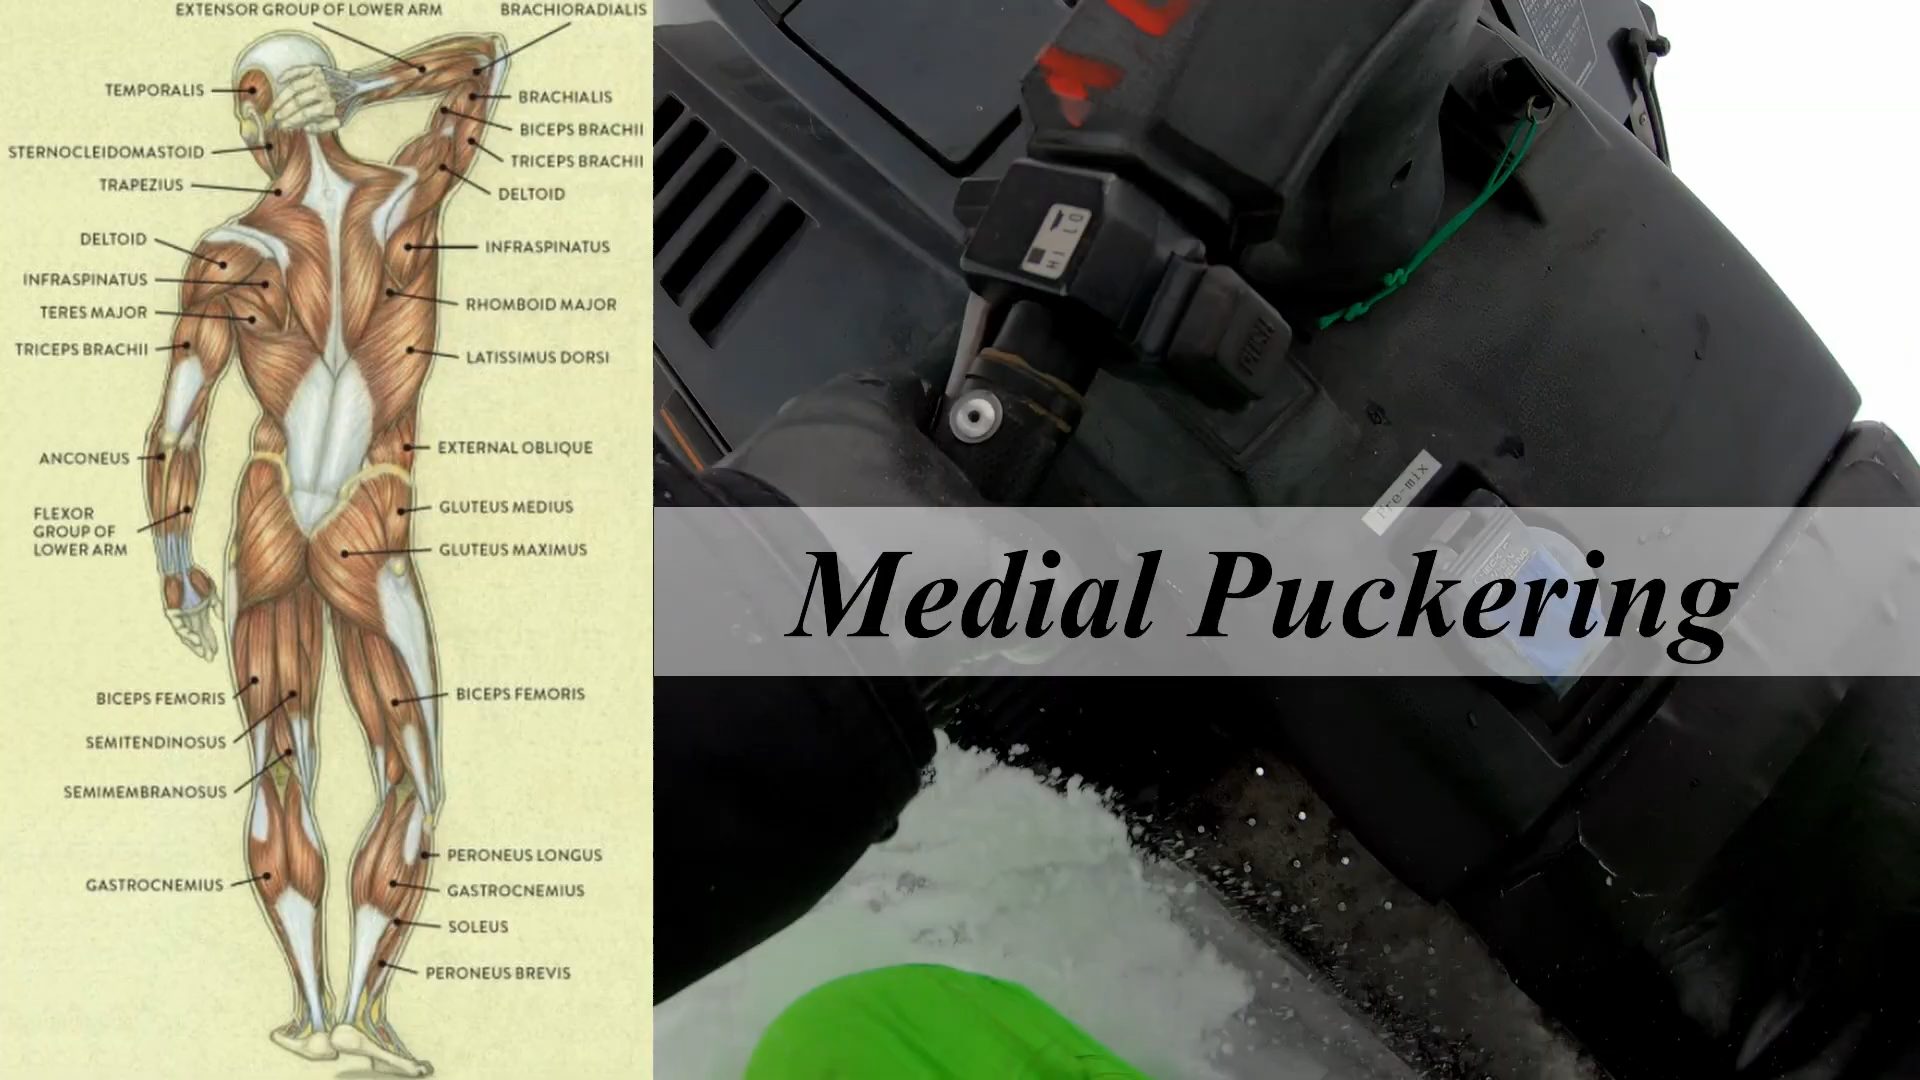 EXTENSOR GROUP OF LOWER ARM
BRACHIORADIALIS
TEMPORALIS
BRACHIALIS
BICEPS BRACHII
STERNOCLEIDOMASTOID
TRICEPS BRACHII
TRAPEZIUS
DELTOID
DELTOID
INFRASPINATUS
INFRASPINATUS
RHOMBOID MAJOR
TERES MAJOR
TRICEPS BRACHII
LATISSIMUS DORSI
EXTERNAL OBLIQUE
ANCONEUS
GLUTEUS MEDIUS
FLEXOR
GROUP OF
LOWER ARM
GLUTEUS MAXIMUS
BICEPS FEMORIS
BICEPS FEMORIS
SEMITENDINOSUS
SEMIMEMBRANOSUS
PERONEUS LONGUS
GASTROCNEMIUS
GASTROCNEMIUS
SOLEUS
PERONEUS BREVIS
HI LO
Pre-mix
Medial Puckering